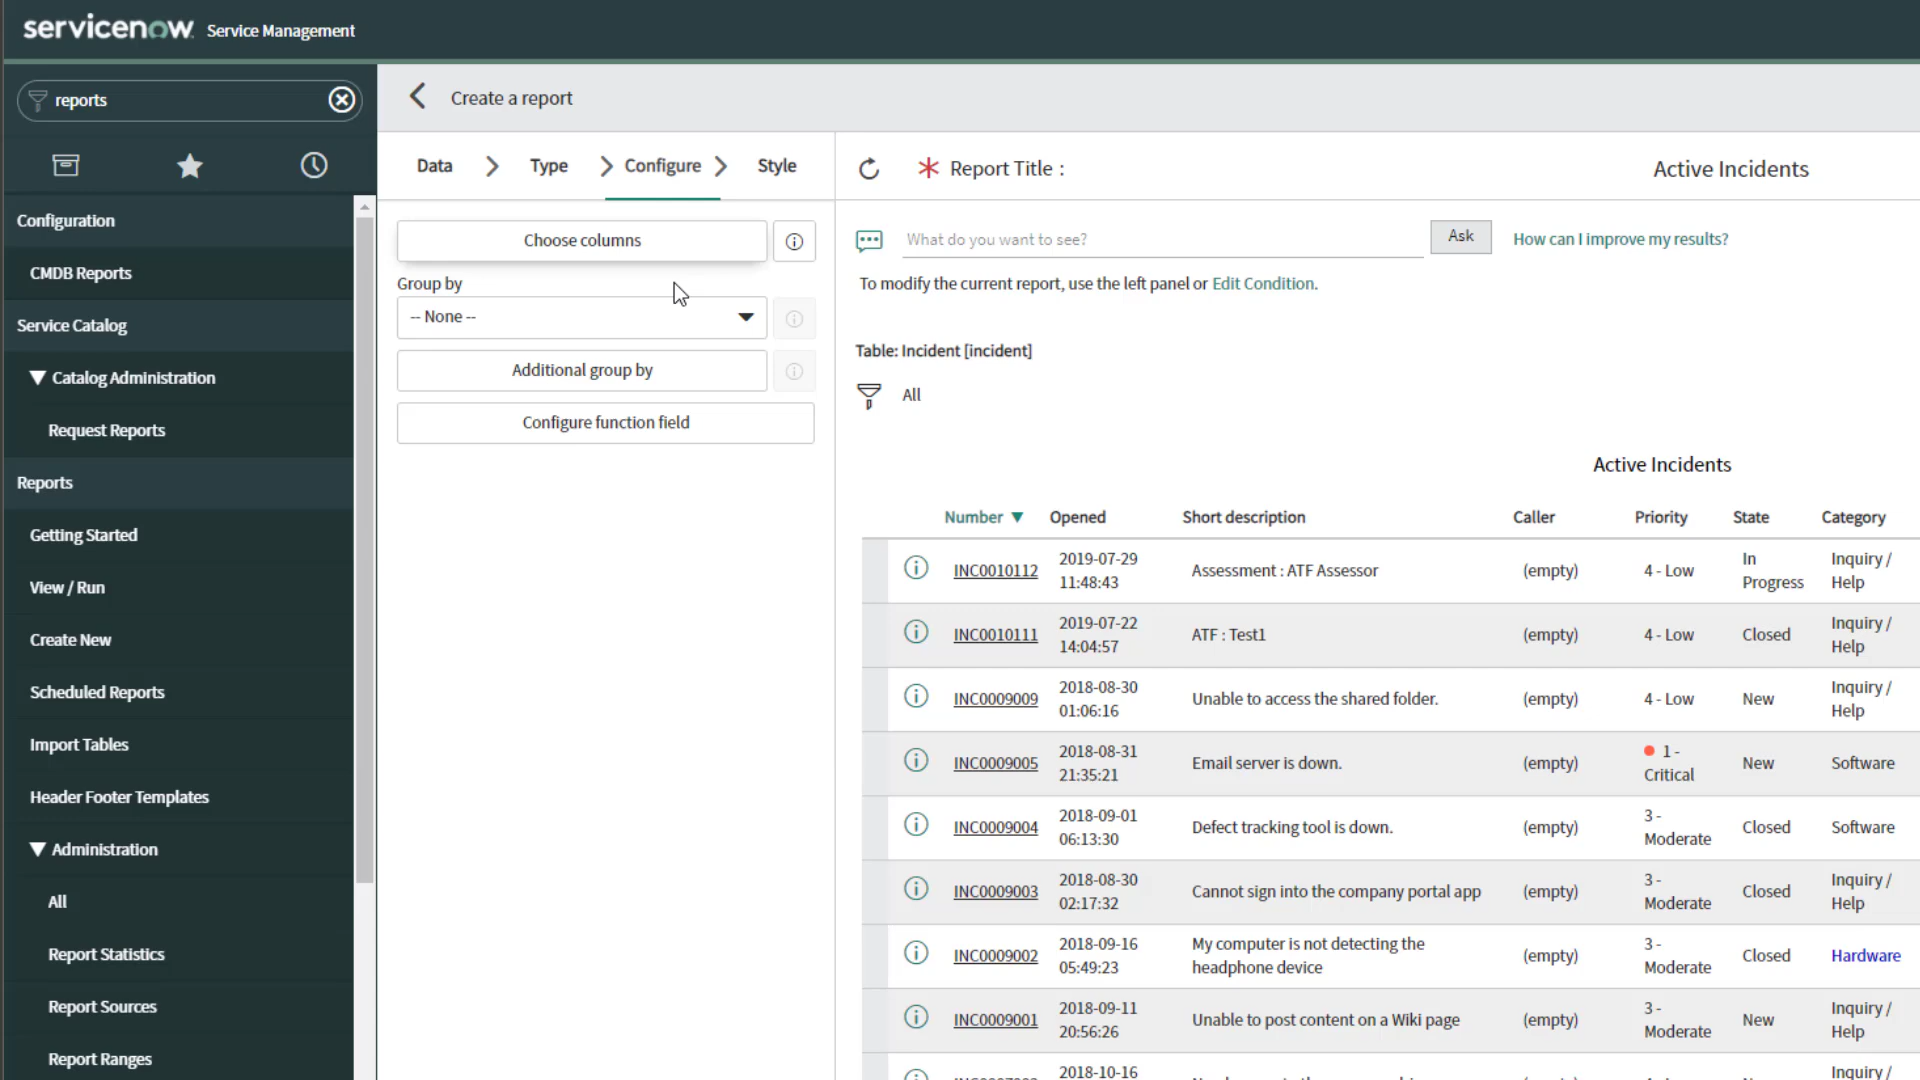 servicenow Service Management
reports
Configuration
CMDB Reports
Service Catalog
Catalog Administration
Request Reports
Reports
Getting Started
View / Run
Create New
Scheduled Reports
Import Tables
Header Footer Templates
Administration
All
Report Statistics
Report Sources
Report Ranges
Create a report
Data Type Configure Style
Choose columns
Group by
-- None --
Additional group by
Configure function field
* Report Title : Active Incidents
What do you want to see? Ask How can I improve my results?
To modify the current report, use the left panel or Edit Condition.
Table: Incident [incident]
All
Active Incidents
Number Opened Short description Caller Priority State Category
INC0010112 2019-07-29 11:48:43 Assessment : ATF Assessor (empty) 4 - Low In Progress Inquiry / Help
INC0010111 2019-07-22 14:04:57 ATF : Test1 (empty) 4 - Low Closed Inquiry / Help
INC0009009 2018-08-30 01:06:16 Unable to access the shared folder. (empty) 4 - Low New Inquiry / Help
INC0009005 2018-08-31 21:35:21 Email server is down. (empty) 1 - Critical New Software
INC0009004 2018-09-01 06:13:30 Defect tracking tool is down. (empty) 3 - Moderate Closed Software
INC0009003 2018-08-30 02:17:32 Cannot sign into the company portal app (empty) 3 - Moderate Closed Inquiry / Help
INC0009002 2018-09-16 05:49:23 My computer is not detecting the headphone device (empty) 3 - Moderate Closed Hardware
INC0009001 2018-09-11 20:56:26 Unable to post content on a Wiki page (empty) 3 - Moderate New Inquiry / Help
2018-10-16 Inquiry /